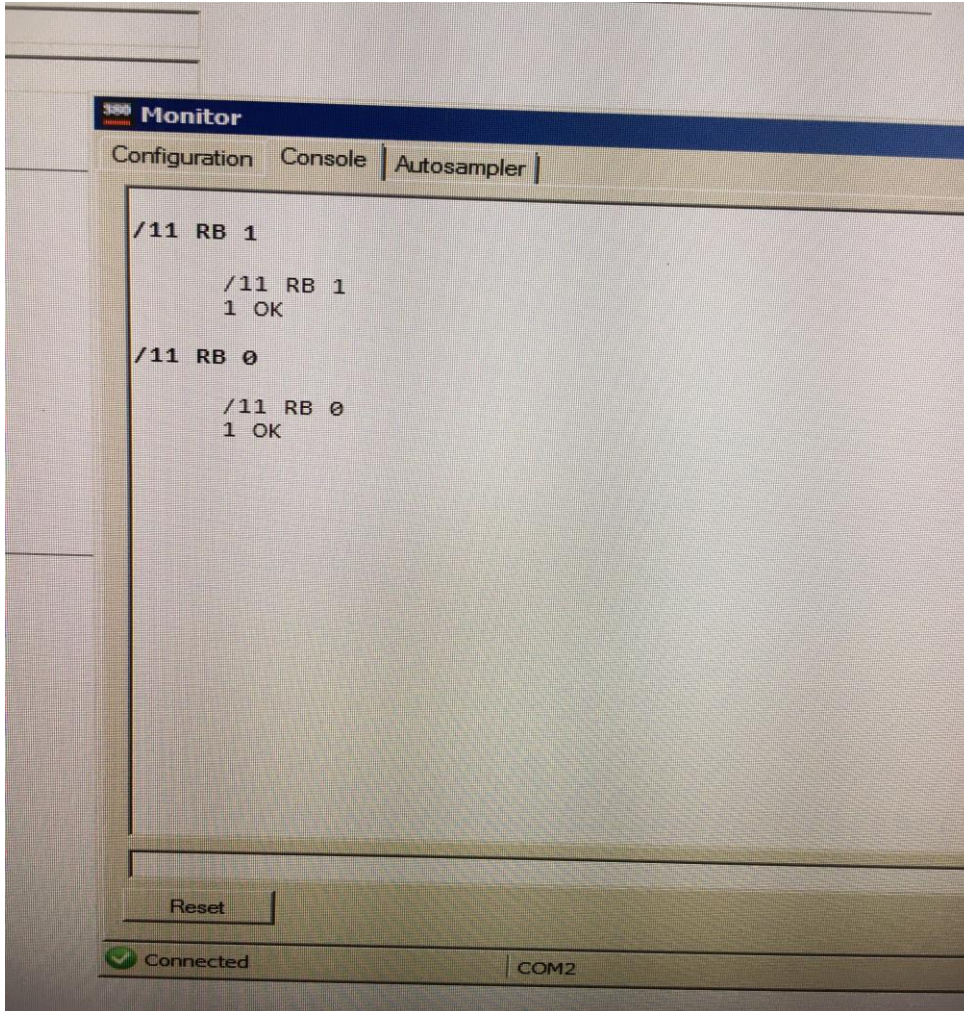 380 Monitor
Configuration Console Autosampler
/11 RB 1
/11 RB 1
1 OK
/11 RB 0
/11 RB 0
1 OK
Reset
Connected COM2